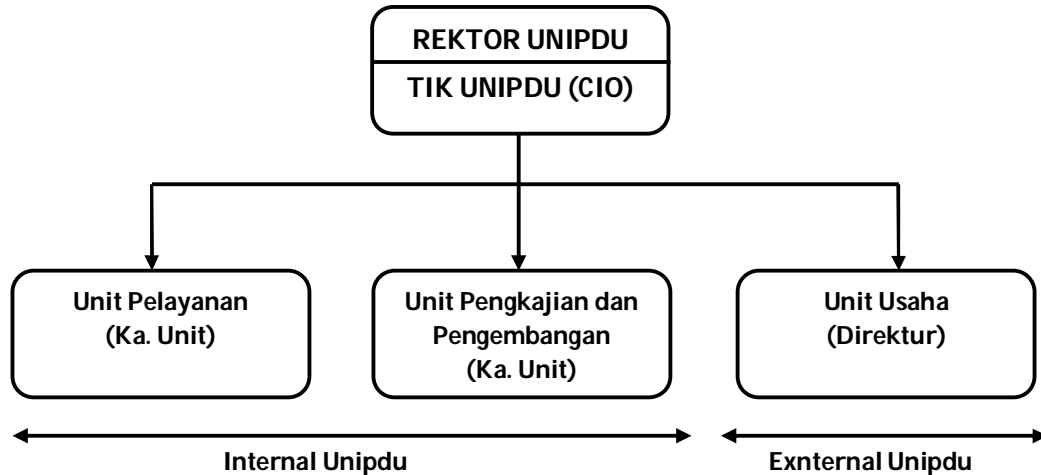 REKTOR UNIPDU
TIK UNIPDU (CIO)
Unit Pelayanan
(Ka. Unit)
Unit Pengkajian dan
Pengembangan
(Ka. Unit)
Unit Usaha
(Direktur)
Internal Unipdu
Exnternal Unipdu